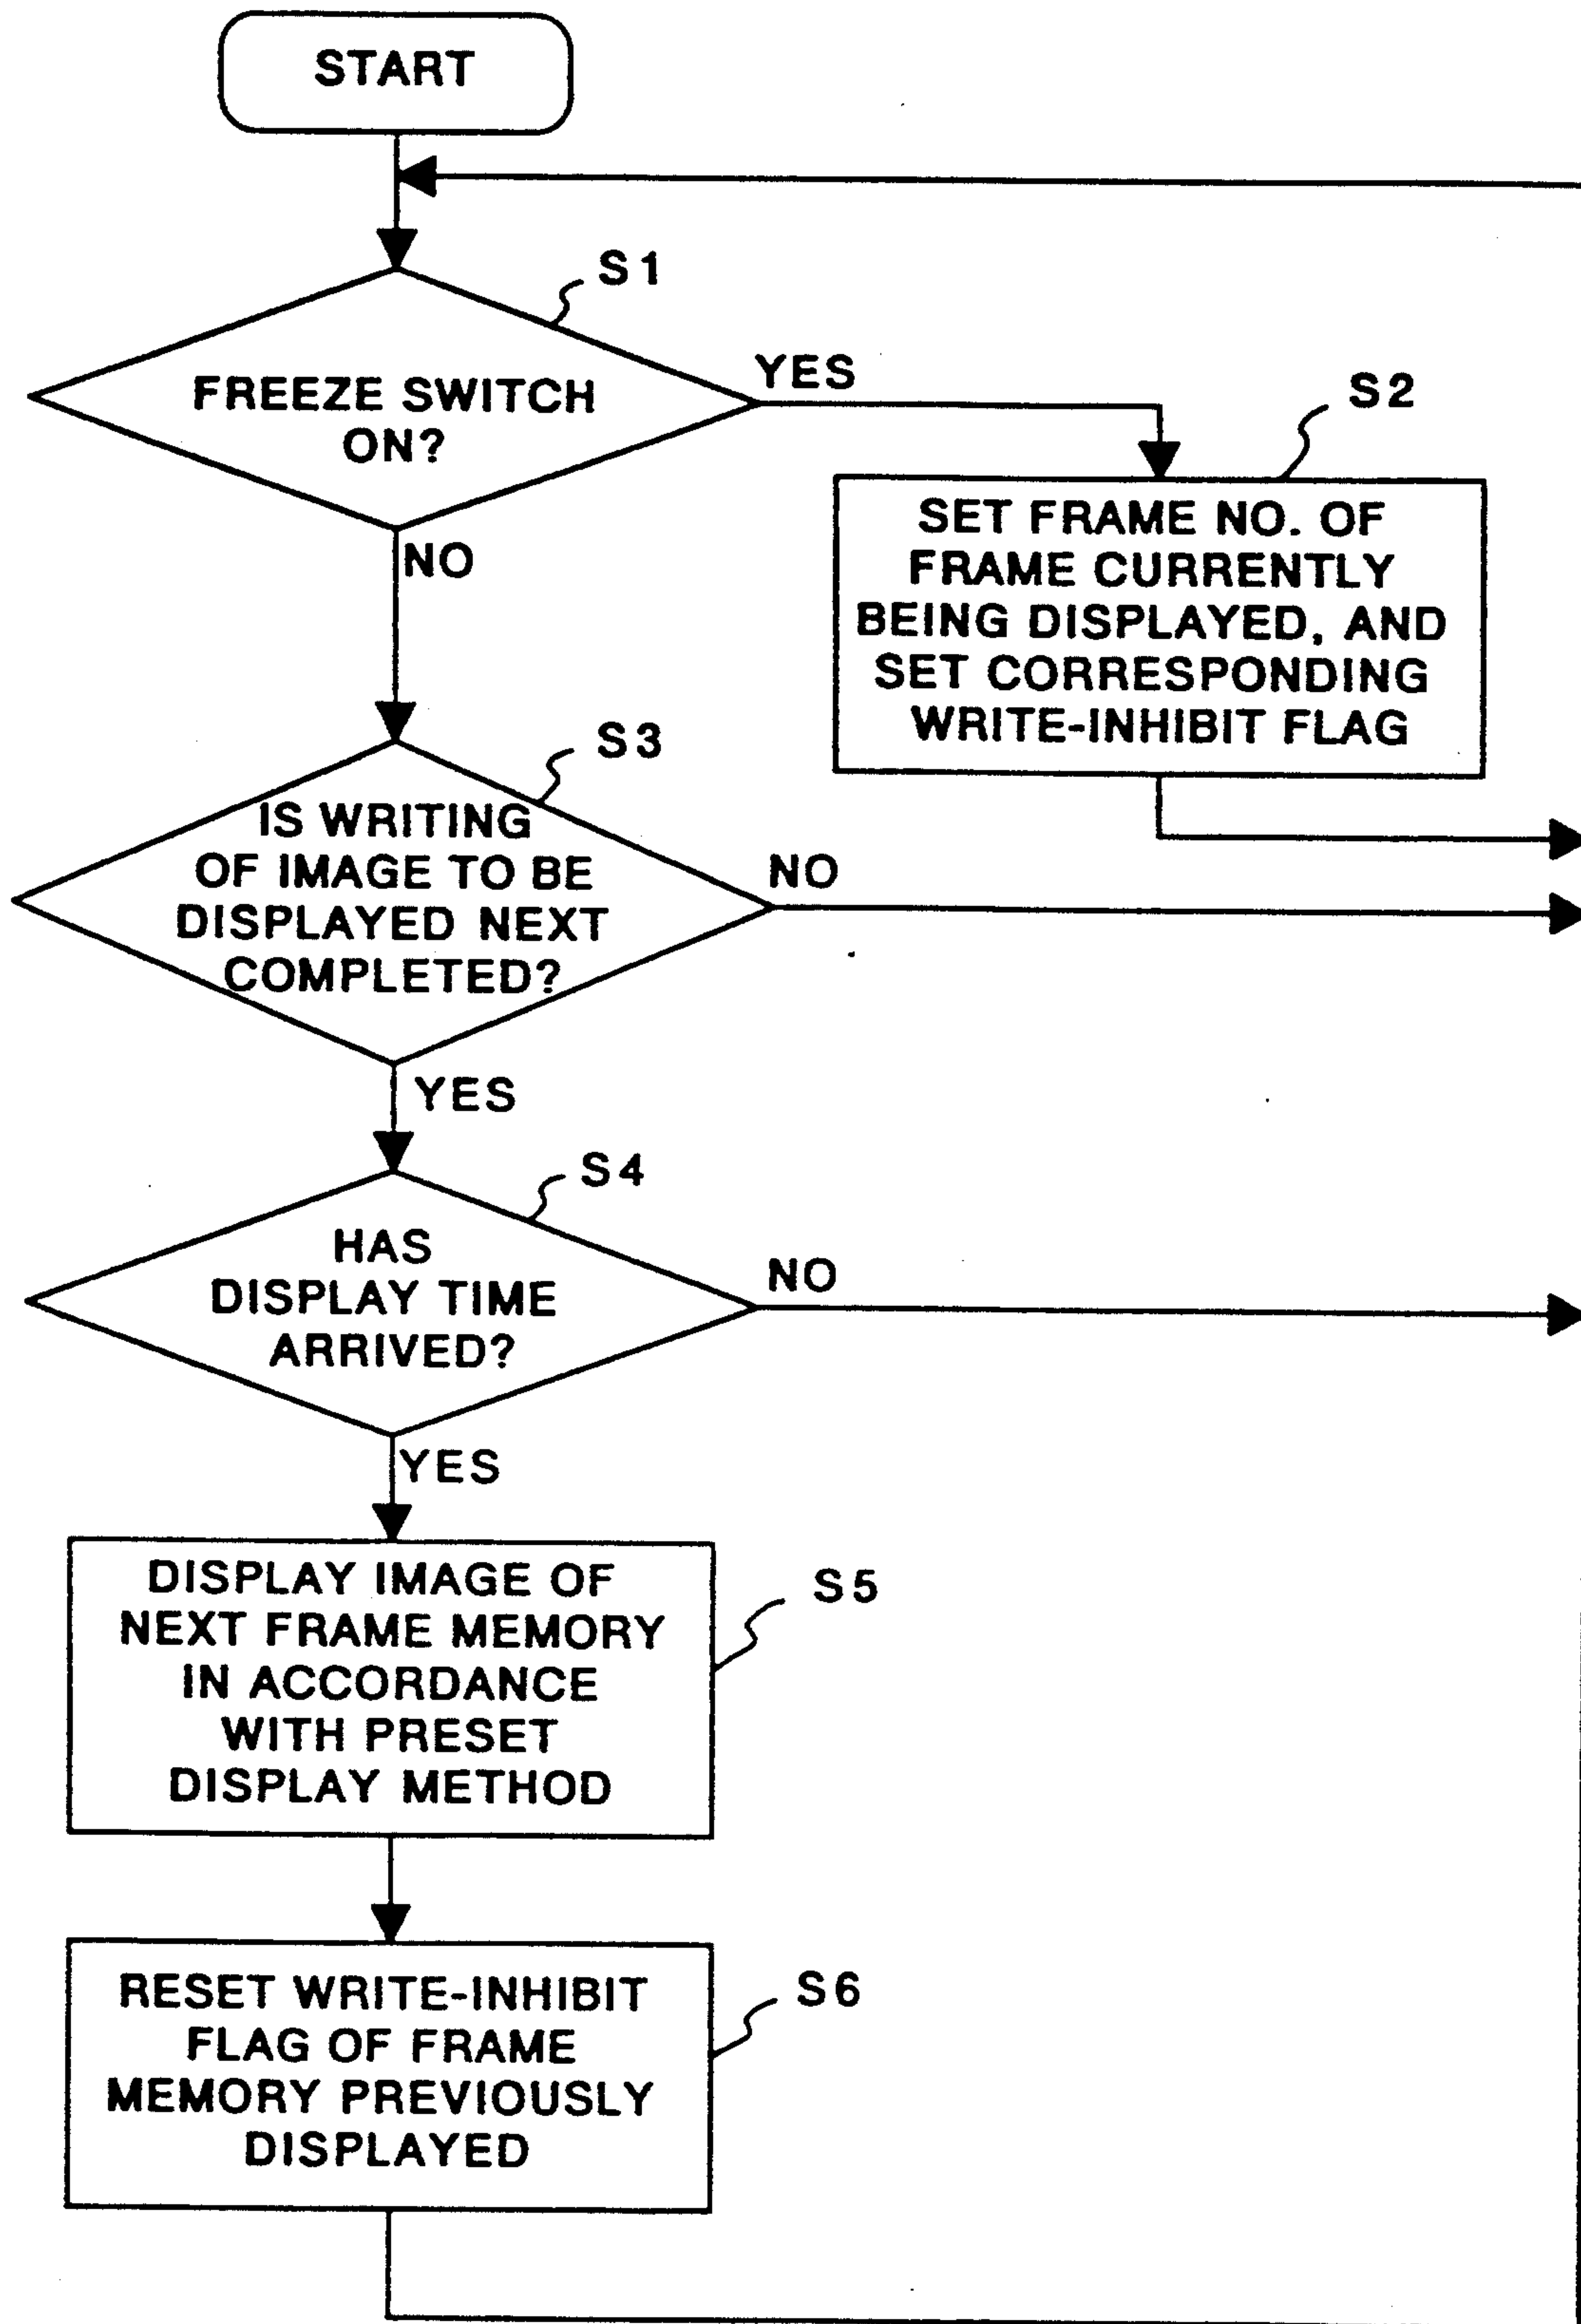 START
S1
FREEZE SWITCH
ON?
YES
NO
S2
SET FRAME NO. OF
FRAME CURRENTLY
BEING DISPLAYED, AND
SET CORRESPONDING
WRITE-INHIBIT FLAG
S3
IS WRITING
OF IMAGE TO BE
DISPLAYED NEXT
COMPLETED?
NO
YES
S4
HAS
DISPLAY TIME
ARRIVED?
NO
YES
S5
DISPLAY IMAGE OF
NEXT FRAME MEMORY
IN ACCORDANCE
WITH PRESET
DISPLAY METHOD
S6
RESET WRITE-INHIBIT
FLAG OF FRAME
MEMORY PREVIOUSLY
DISPLAYED